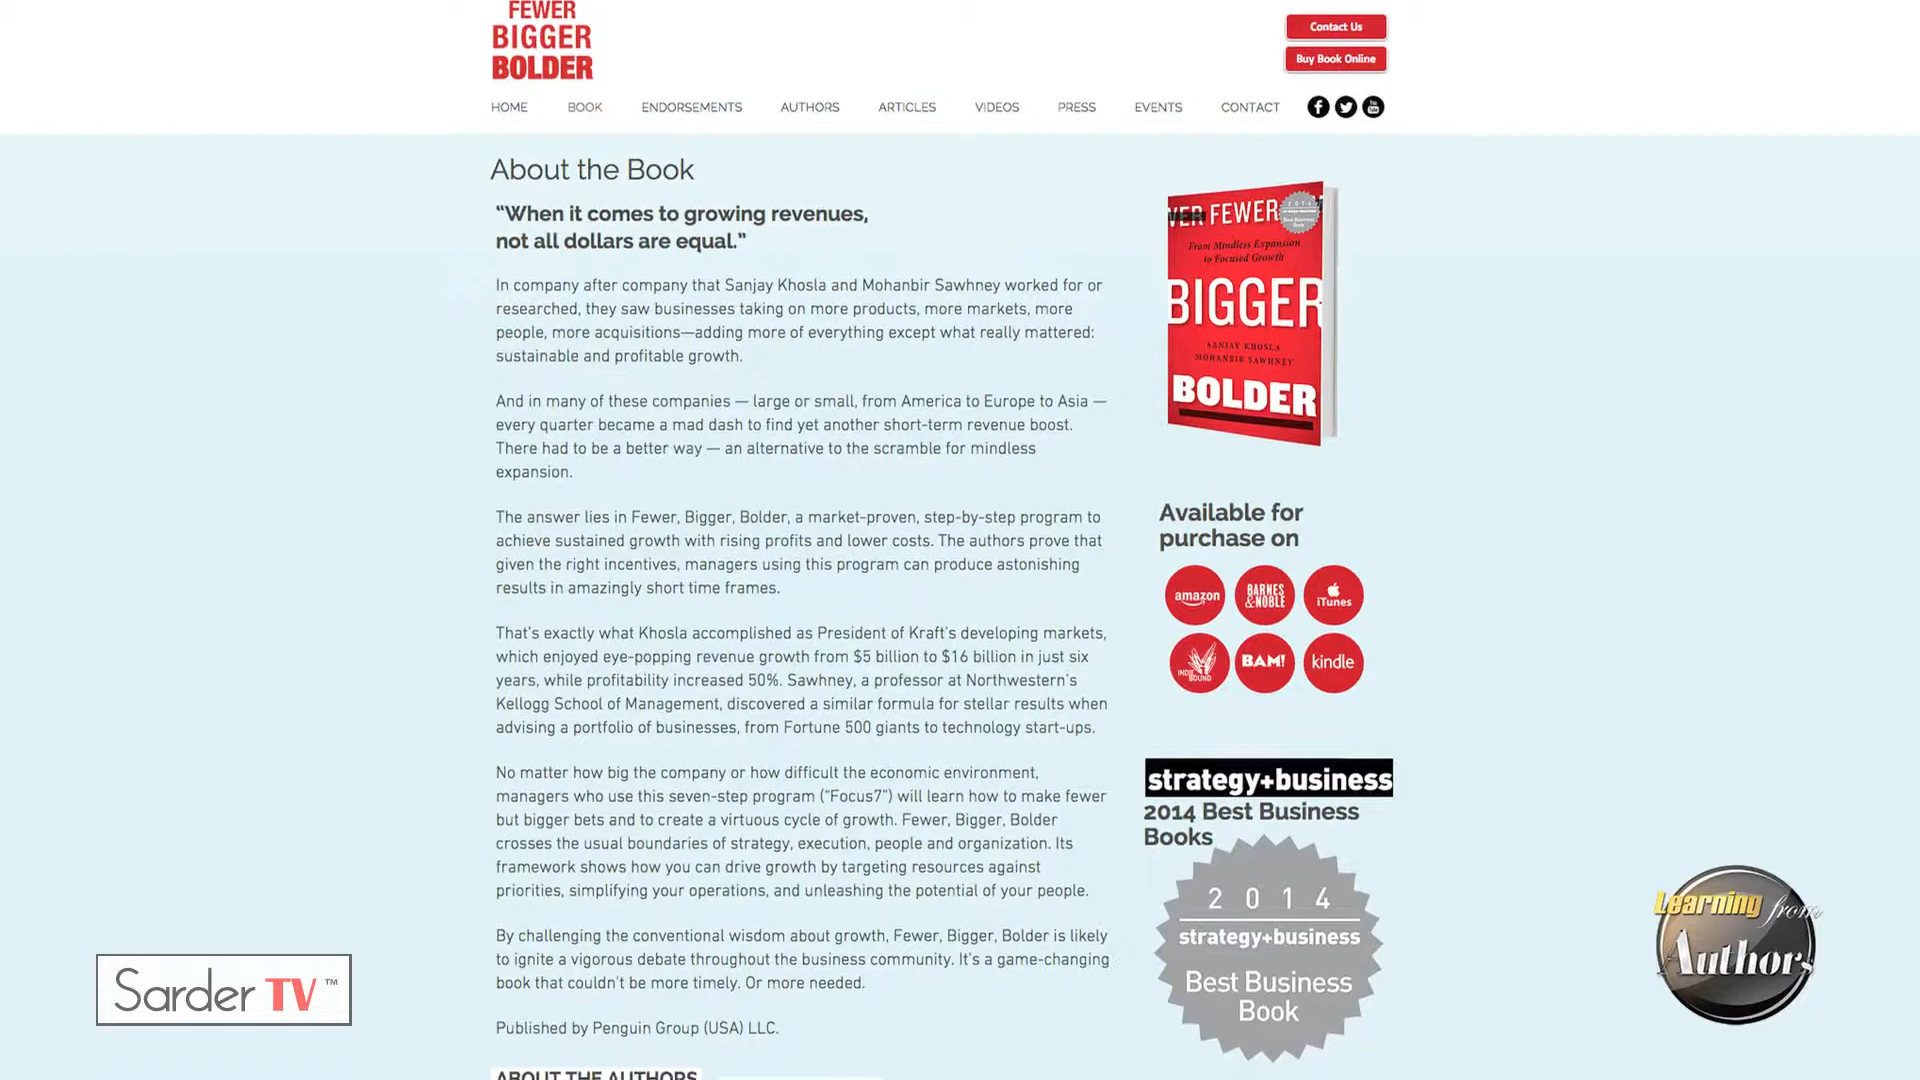 FEWER
BIGGER
BOLDER
Contact Us
Buy Book Online
HOME BOOK ENDORSEMENTS AUTHORS ARTICLES VIDEOS PRESS EVENTS CONTACT
You
Tube
About the Book
“When it comes to growing revenues,
not all dollars are equal.”
In company after company that Sanjay Khosla and Mohanbir Sawhney worked for or
researched, they saw businesses taking on more products, more markets, more
people, more acquisitions—adding more of everything except what really mattered:
sustainable and profitable growth.
And in many of these companies — large or small, from America to Europe to Asia —
every quarter became a mad dash to find yet another short-term revenue boost.
There had to be a better way — an alternative to the scramble for mindless
expansion.
The answer lies in Fewer, Bigger, Bolder, a market-proven, step-by-step program to
achieve sustained growth with rising profits and lower costs. The authors prove that
given the right incentives, managers using this program can produce astonishing
results in amazingly short time frames.
That's exactly what Khosla accomplished as President of Kraft's developing markets,
which enjoyed eye-popping revenue growth from $5 billion to $16 billion in just six
years, while profitability increased 50%. Sawhney, a professor at Northwestern's
Kellogg School of Management, discovered a similar formula for stellar results when
advising a portfolio of businesses, from Fortune 500 giants to technology start-ups.
No matter how big the company or how difficult the economic environment,
managers who use this seven-step program (“Focus7”) will learn how to make fewer
but bigger bets and to create a virtuous cycle of growth. Fewer, Bigger, Bolder
crosses the usual boundaries of strategy, execution, people and organization. Its
framework shows how you can drive growth by targeting resources against
priorities, simplifying your operations, and unleashing the potential of your people.
By challenging the conventional wisdom about growth, Fewer, Bigger, Bolder is likely
to ignite a vigorous debate throughout the business community. It's a game-changing
book that couldn't be more timely. Or more needed.
Published by Penguin Group (USA) LLC.
ABOUT THE AUTHORS
VER FEWER
2014
strategy+business
Best Business
Book
From Mindless Expansion
to Focused Growth
BIGGER
SANJAY KHOSLA
MOHANBIR SAWHNEY
BOLDER
Available for
purchase on
amazon
BARNES
&NOBLE
iTunes
INDIE
BOUND
BAM!
kindle
strategy+business
2014 Best Business
Books
2014
strategy+business
Best Business
Book
Sarder TV™
Learning from
Authors